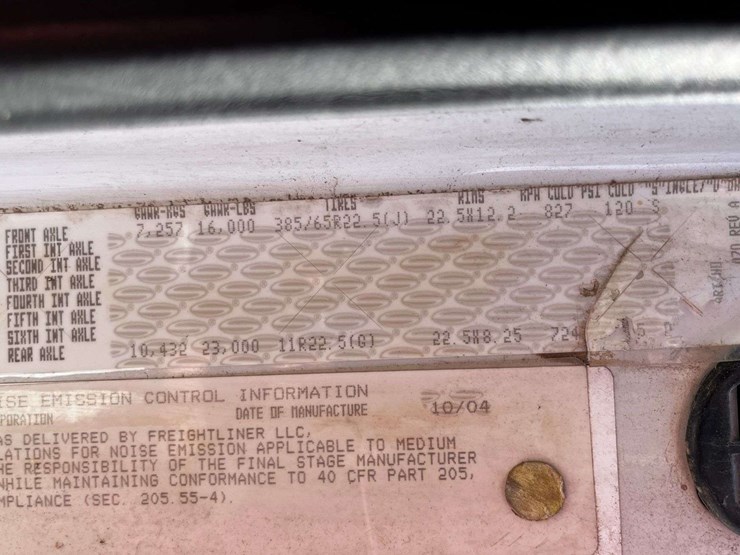 GAWR-KGS GAWR-LBS TIRES RIMS KPA COLD PSI COLD
FRONT AXLE 7,257 16,000 385/65R22.5(J) 22.5X12.2 827 120 S
FIRST INT AXLE
SECOND INT AXLE
THIRD INT AXLE
FOURTH INT AXLE
FIFTH INT AXLE
SIXTH INT AXLE
REAR AXLE 10,432 23,000 11R22.5(G) 22.5X8.25 724 D
REV A
EMISSION CONTROL INFORMATION
PORATION DATE OF MANUFACTURE 10/04
AS DELIVERED BY FREIGHTLINER LLC,
LATIONS FOR NOISE EMISSION APPLICABLE TO MEDIUM
HE RESPONSIBILITY OF THE FINAL STAGE MANUFACTURER
WHILE MAINTAINING CONFORMANCE TO 40 CFR PART 205,
MPLIANCE (SEC. 205.55-4).